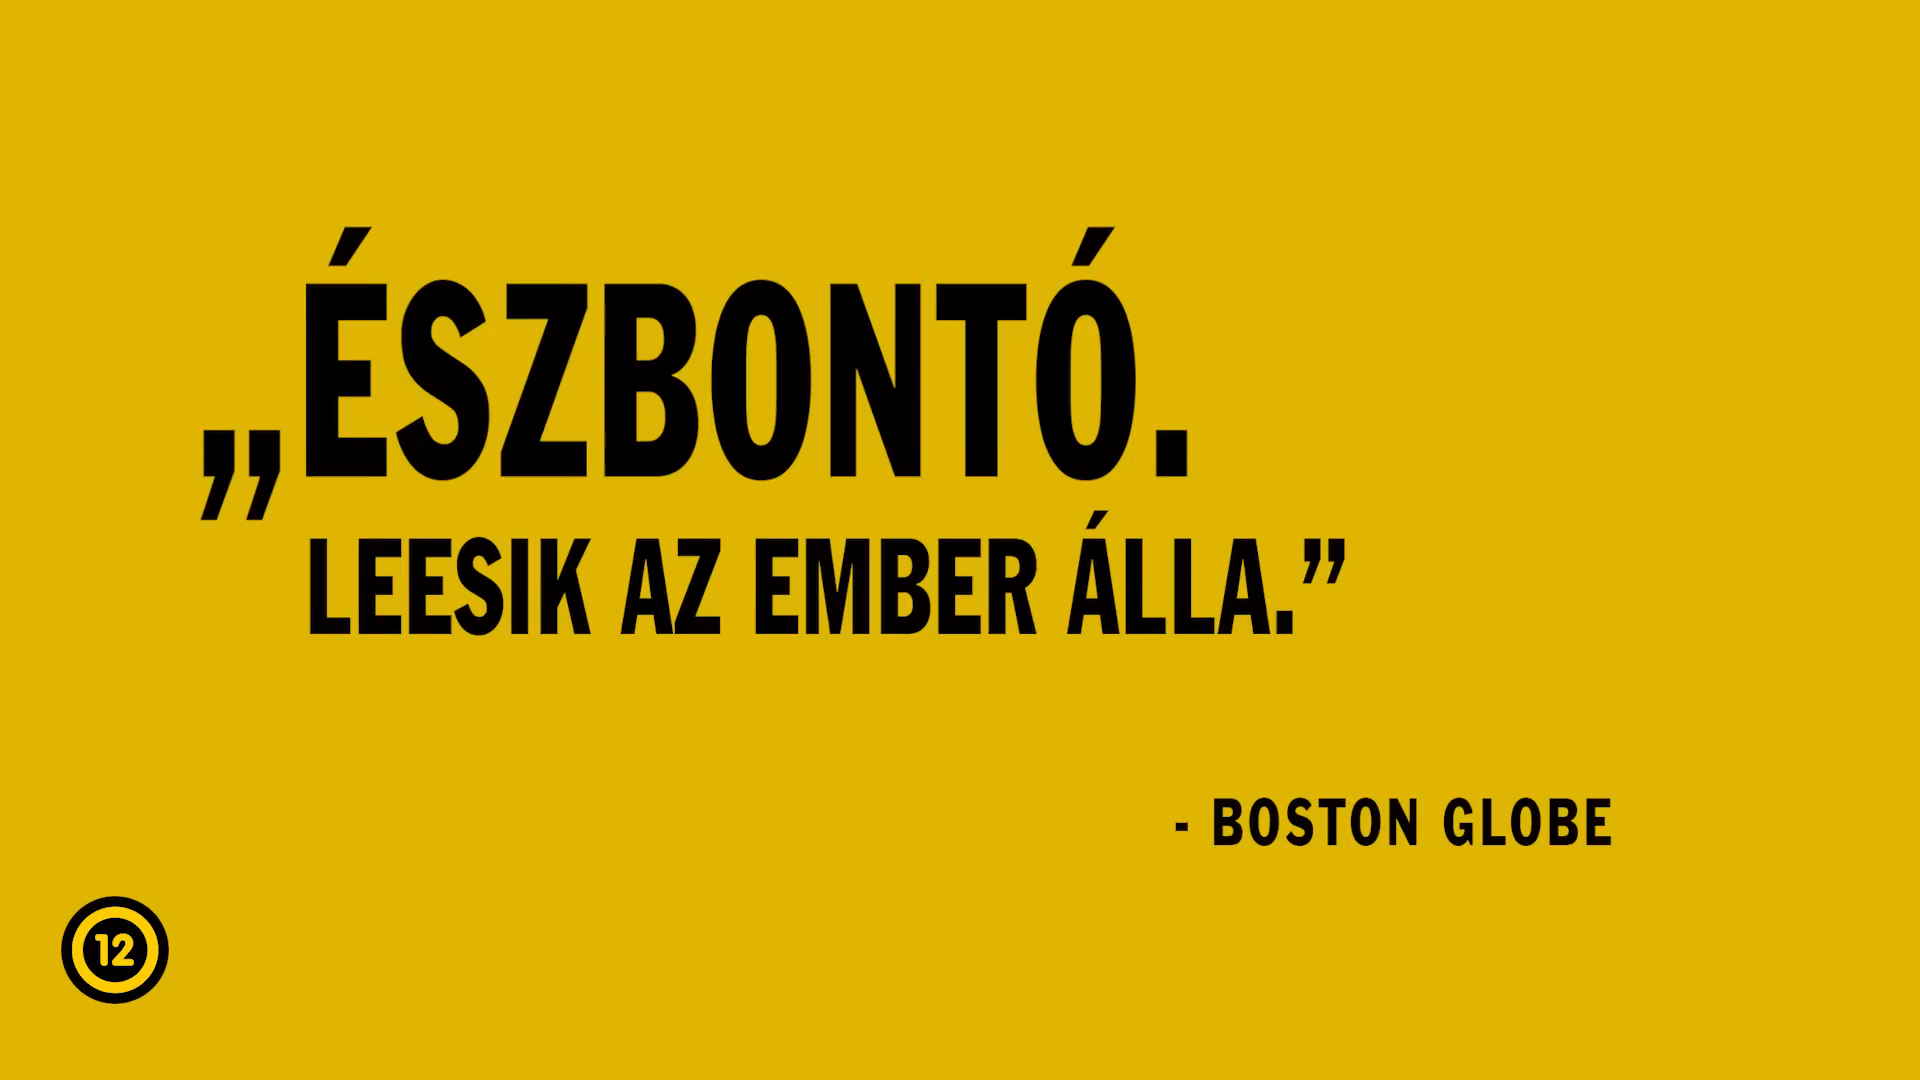 „ÉSZBONTÓ.
LEESIK AZ EMBER ÁLLA.”
- BOSTON GLOBE
12